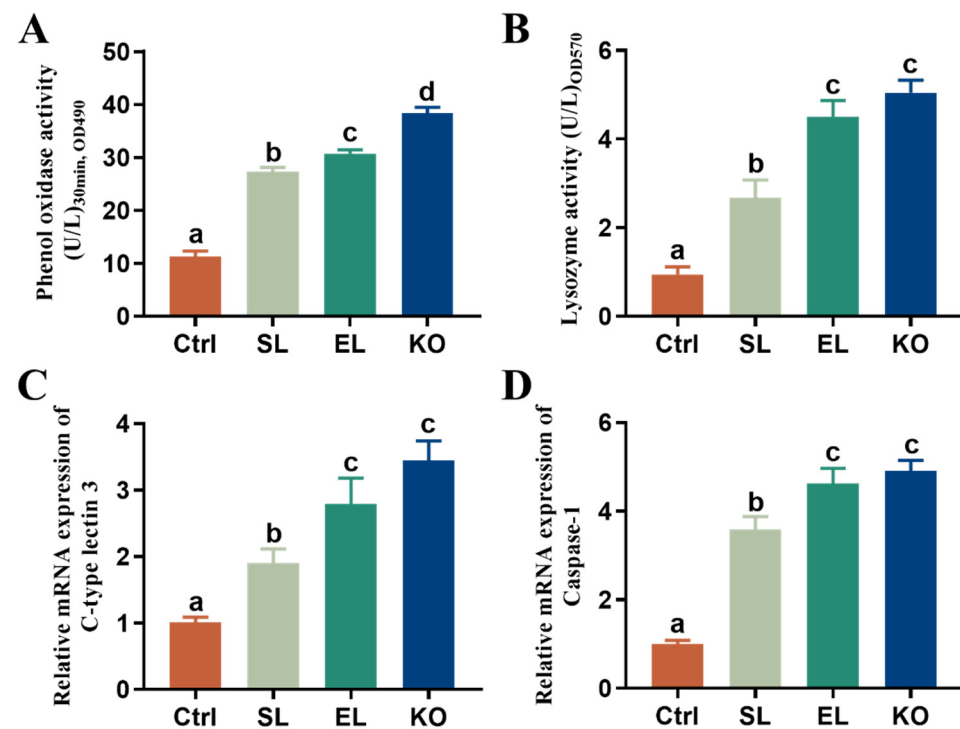 A
Phenol oxidase activity
(U/L)30min, OD490
50
40
30
20
10
0
a
b
c
d
Ctrl
SL
EL
KO
B
Lysozyme activity (U/L)OD570
6
4
2
0
a
b
c
c
Ctrl
SL
EL
KO
C
Relative mRNA expression of
C-type lectin 3
4
3
2
1
0
a
b
c
c
Ctrl
SL
EL
KO
D
Relative mRNA expression of
Caspase-1
6
4
2
0
a
b
c
c
Ctrl
SL
EL
KO